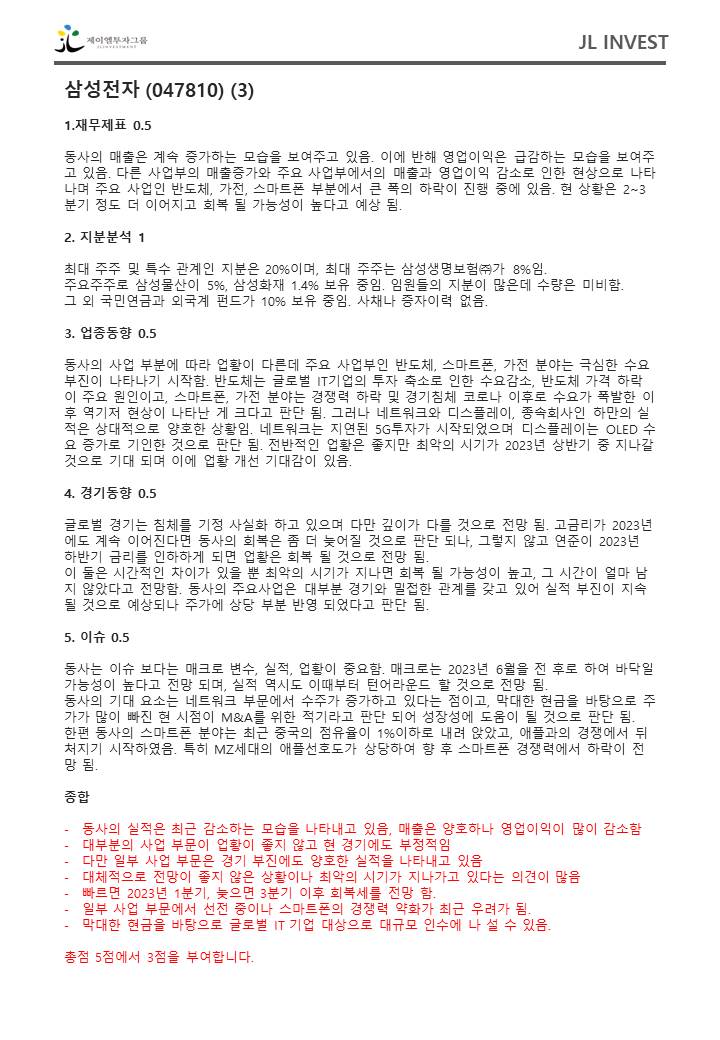 제이엘투자그룹
JLINVESTMENT
JL INVEST
삼성전자 (047810) (3)
1.재무제표 0.5
동사의 매출은 계속 증가하는 모습을 보여주고 있음. 이에 반해 영업이익은 급감하는 모습을 보여주
고 있음. 다른 사업부의 매출증가와 주요 사업부에서의 매출과 영업이익 감소로 인한 현상으로 나타
나며 주요 사업인 반도체, 가전, 스마트폰 부분에서 큰 폭의 하락이 진행 중에 있음. 현 상황은 2~3
분기 정도 더 이어지고 회복 될 가능성이 높다고 예상 됨.
2. 지분분석 1
최대 주주 및 특수 관계인 지분은 20%이며, 최대 주주는 삼성생명보험㈜가 8%임.
주요주주로 삼성물산이 5%, 삼성화재 1.4% 보유 중임. 임원들의 지분이 많은데 수량은 미비함.
그 외 국민연금과 외국계 펀드가 10% 보유 중임. 사채나 증자이력 없음.
3. 업종동향 0.5
동사의 사업 부분에 따라 업황이 다른데 주요 사업부인 반도체, 스마트폰, 가전 분야는 극심한 수요
부진이 나타나기 시작함. 반도체는 글로벌 IT기업의 투자 축소로 인한 수요감소, 반도체 가격 하락
이 주요 원인이고, 스마트폰, 가전 분야는 경쟁력 하락 및 경기침체 코로나 이후로 수요가 폭발한 이
후 역기저 현상이 나타난 게 크다고 판단 됨. 그러나 네트워크와 디스플레이, 종속회사인 하만의 실
적은 상대적으로 양호한 상황임. 네트워크는 지연된 5G투자가 시작되었으며 디스플레이는 OLED 수
요 증가로 기인한 것으로 판단 됨. 전반적인 업황은 좋지만 최악의 시기가 2023년 상반기 중 지나갈
것으로 기대 되며 이에 업황 개선 기대감이 있음.
4. 경기동향 0.5
글로벌 경기는 침체를 기정 사실화 하고 있으며 다만 깊이가 다를 것으로 전망 됨. 고금리가 2023년
에도 계속 이어진다면 동사의 회복은 좀 더 늦어질 것으로 판단 되나, 그렇지 않고 연준이 2023년
하반기 금리를 인하하게 되면 업황은 회복 될 것으로 전망 됨.
이 둘은 시간적인 차이가 있을 뿐 최악의 시기가 지나면 회복 될 가능성이 높고, 그 시간이 얼마 남
지 않았다고 전망함. 동사의 주요사업은 대부분 경기와 밀접한 관계를 갖고 있어 실적 부진이 지속
될 것으로 예상되나 주가에 상당 부분 반영 되었다고 판단 됨.
5. 이슈 0.5
동사는 이슈 보다는 매크로 변수, 실적, 업황이 중요함. 매크로는 2023년 6월을 전 후로 하여 바닥일
가능성이 높다고 전망 되며, 실적 역시도 이때부터 턴어라운드 할 것으로 전망 됨.
동사의 기대 요소는 네트워크 부문에서 수주가 증가하고 있다는 점이고, 막대한 현금을 바탕으로 주
가가 많이 빠진 현 시점이 M&A를 위한 적기라고 판단 되어 성장성에 도움이 될 것으로 판단 됨.
한편 동사의 스마트폰 분야는 최근 중국의 점유율이 1%이하로 내려 앉았고, 애플과의 경쟁에서 뒤
처지기 시작하였음. 특히 MZ세대의 애플선호도가 상당하여 향 후 스마트폰 경쟁력에서 하락이 전
망 됨.
종합
- 동사의 실적은 최근 감소하는 모습을 나타내고 있음, 매출은 양호하나 영업이익이 많이 감소함
- 대부분의 사업 부문이 업황이 좋지 않고 현 경기에도 부정적임
- 다만 일부 사업 부문은 경기 부진에도 양호한 실적을 나타내고 있음
- 대체적으로 전망이 좋지 않은 상황이나 최악의 시기가 지나가고 있다는 의견이 많음
- 빠르면 2023년 1분기, 늦으면 3분기 이후 회복세를 전망 함.
- 일부 사업 부문에서 선전 중이나 스마트폰의 경쟁력 약화가 최근 우려가 됨.
- 막대한 현금을 바탕으로 글로벌 IT 기업 대상으로 대규모 인수에 나 설 수 있음.
총점 5점에서 3점을 부여합니다.